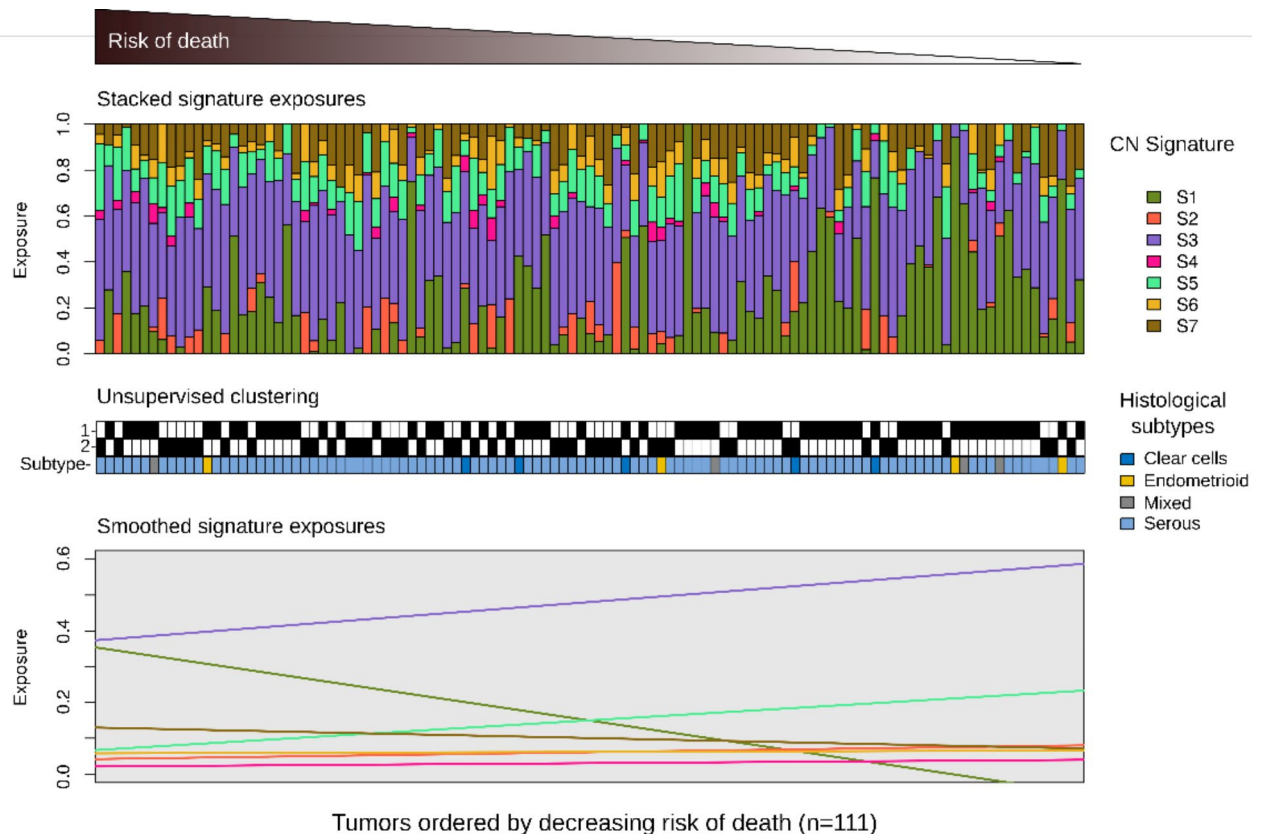 Risk of death
Stacked signature exposures
1.0
0.8
0.6
0.4
0.2
0.0
Exposure
CN Signature
S1
S2
S3
S4
S5
S6
S7
Unsupervised clustering
1-
2-
Subtype-
Histological
subtypes
Clear cells
Endometrioid
Mixed
Serous
Smoothed signature exposures
0.6
0.4
0.2
0.0
Exposure
Tumors ordered by decreasing risk of death (n=111)